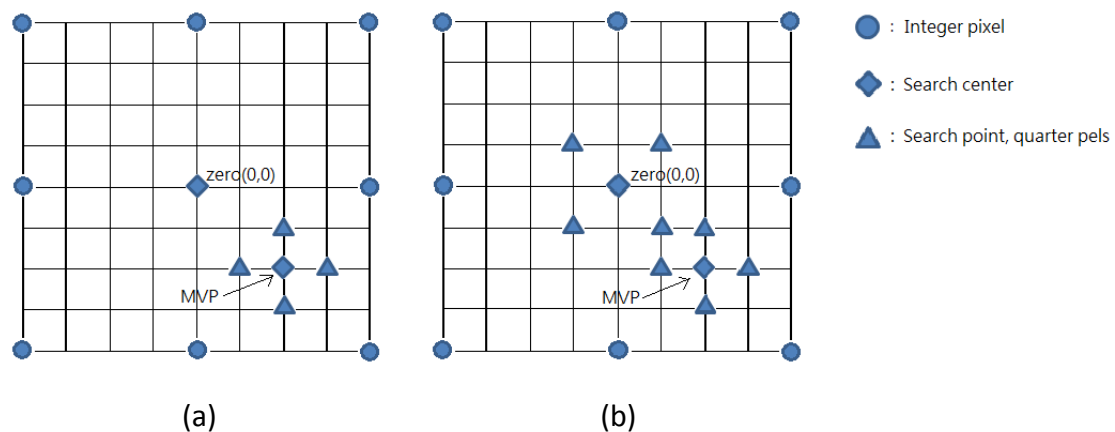 zero(0,0)
MVP
(a)
zero(0,0)
MVP
(b)
: Integer pixel
: Search center
: Search point, quarter pels